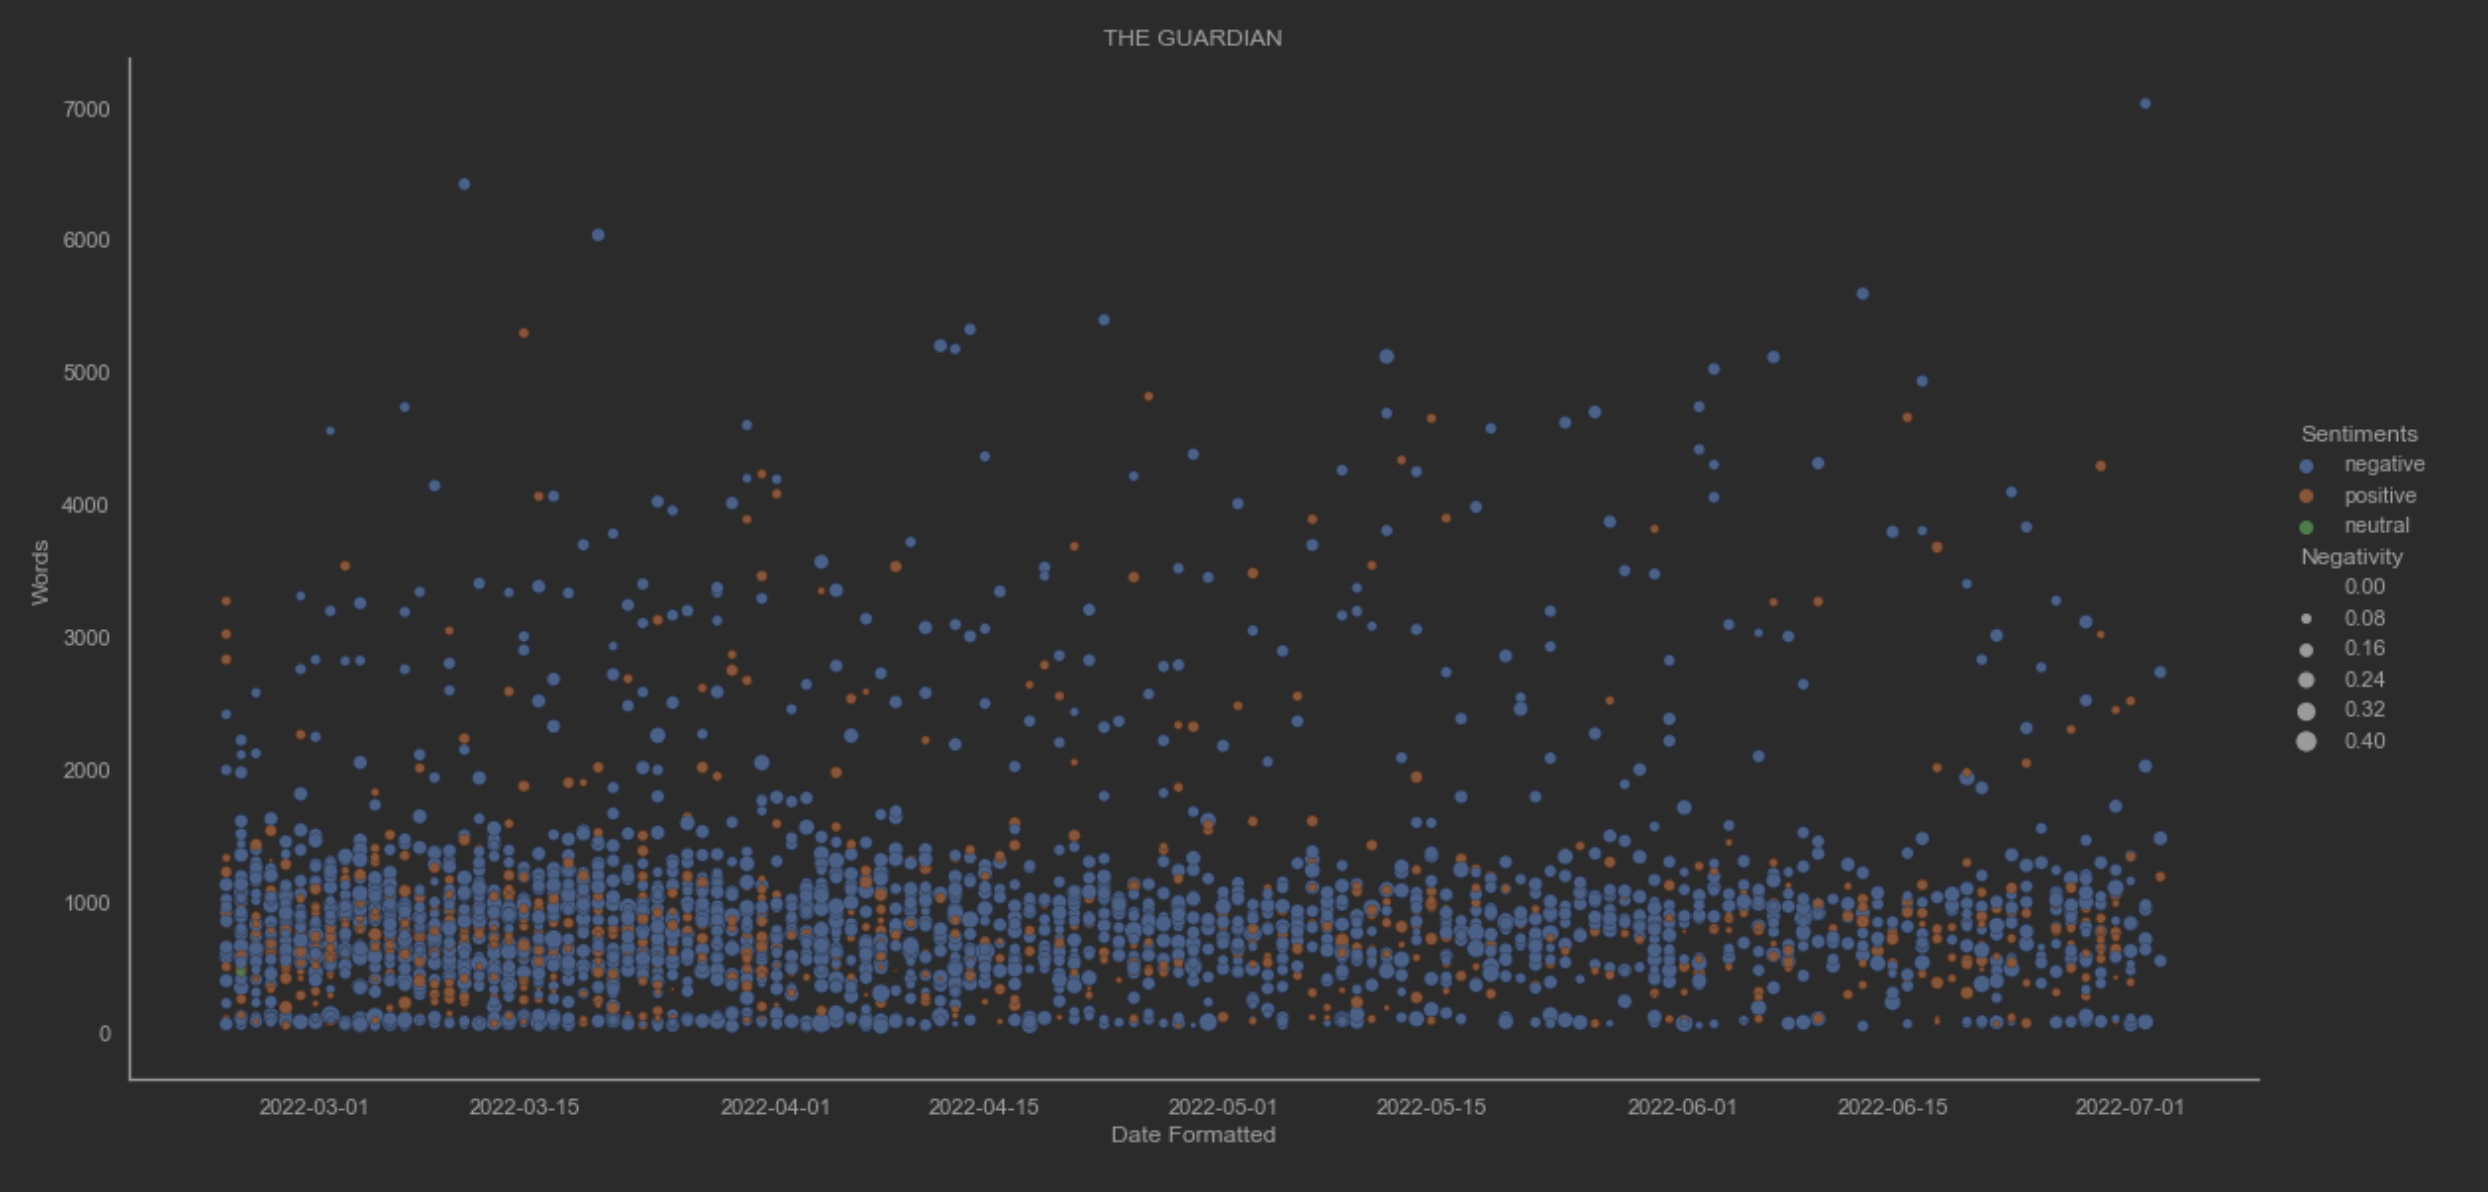 THE GUARDIAN
7000
6000
5000
4000
3000
2000
1000
0
Words
2022-03-01 2022-03-15 2022-04-01 2022-04-15 2022-05-01 2022-05-15 2022-06-01 2022-06-15 2022-07-01
Date Formatted
Sentiments
negative
positive
neutral
Negativity
0.00
0.08
0.16
0.24
0.32
0.40